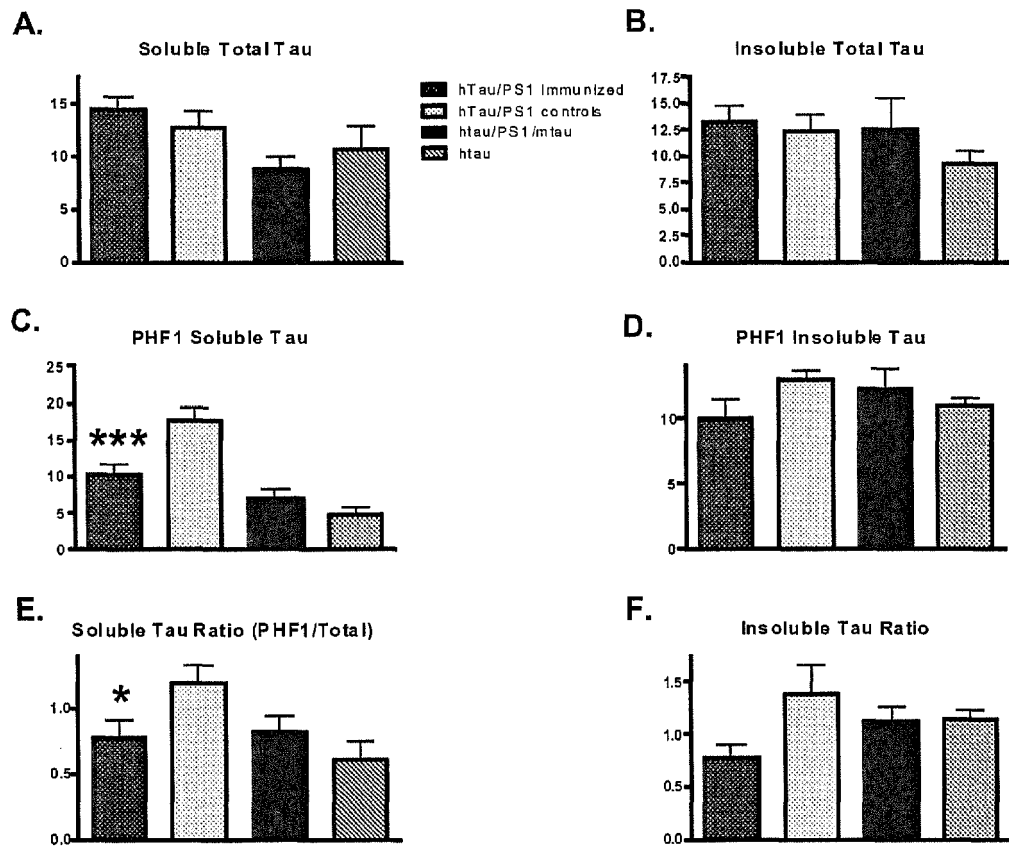 A.
Soluble Total Tau
15
10
5
0
hTau/PS1 Immunized
hTau/PS1 controls
htau/PS1/mtau
htau
B.
Insoluble Total Tau
17.5
15.0
12.5
10.0
7.5
5.0
2.5
0.0
C.
PHF1 Soluble Tau
25
20
15
10
5
0
***
D.
PHF1 Insoluble Tau
10
5
0
E.
Soluble Tau Ratio (PHF1/Total)
1.0
0.5
0.0
*
F.
Insoluble Tau Ratio
1.5
1.0
0.5
0.0